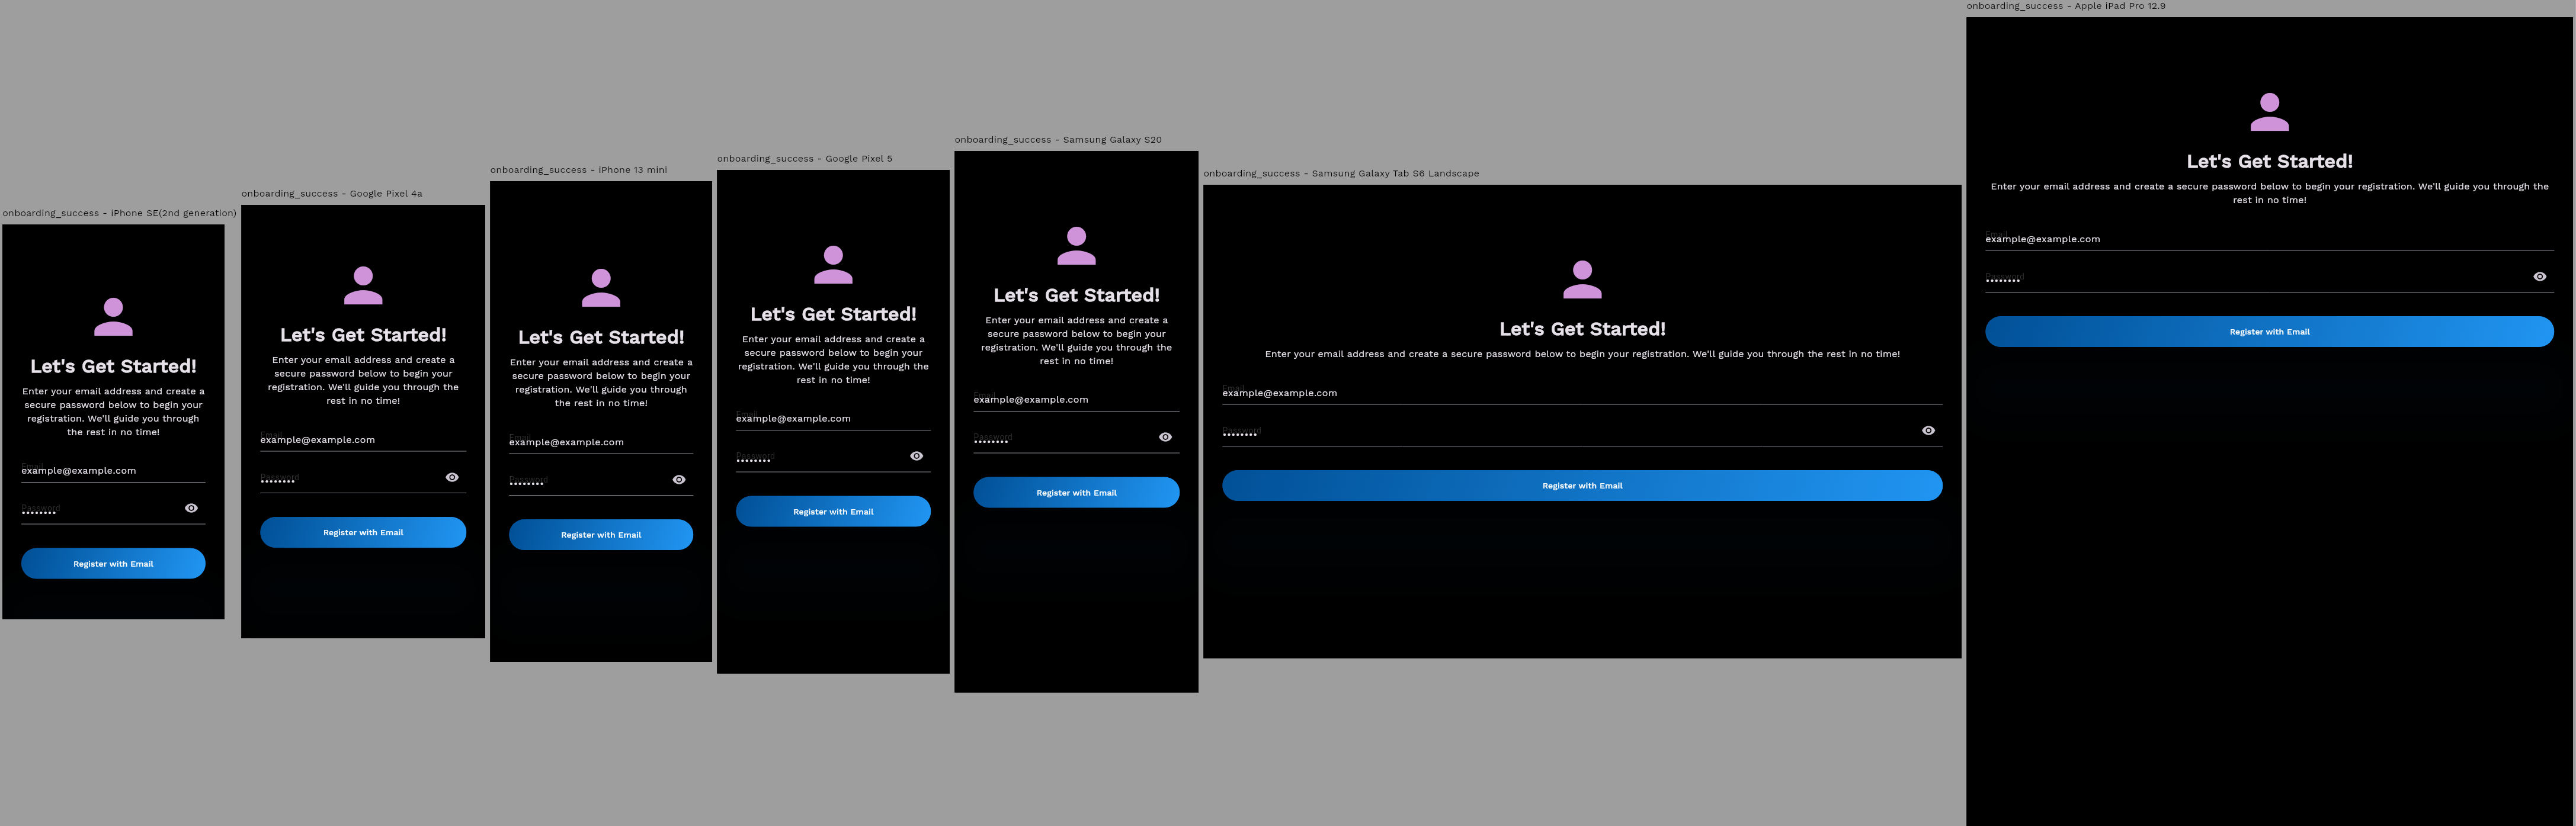 onboarding_success - iPhone SE(2nd generation)
Let's Get Started!
Enter your email address and create a
secure password below to begin your
registration. We'll guide you through
the rest in no time!
Email
example@example.com
Password
••••••••
Register with Email
onboarding_success - Google Pixel 4a
Let's Get Started!
Enter your email address and create a
secure password below to begin your
registration. We'll guide you through the
rest in no time!
Email
example@example.com
Password
••••••••
Register with Email
onboarding_success - iPhone 13 mini
Let's Get Started!
Enter your email address and create a
secure password below to begin your
registration. We'll guide you through
the rest in no time!
Email
example@example.com
Password
••••••••
Register with Email
onboarding_success - Google Pixel 5
Let's Get Started!
Enter your email address and create a
secure password below to begin your
registration. We'll guide you through the
rest in no time!
Email
example@example.com
Password
••••••••
Register with Email
onboarding_success - Samsung Galaxy S20
Let's Get Started!
Enter your email address and create a
secure password below to begin your
registration. We'll guide you through the
rest in no time!
Email
example@example.com
Password
••••••••
Register with Email
onboarding_success - Samsung Galaxy Tab S6 Landscape
Let's Get Started!
Enter your email address and create a secure password below to begin your registration. We'll guide you through the rest in no time!
Email
example@example.com
Password
••••••••
Register with Email
onboarding_success - Apple iPad Pro 12.9
Let's Get Started!
Enter your email address and create a secure password below to begin your registration. We'll guide you through the
rest in no time!
Email
example@example.com
Password
••••••••
Register with Email